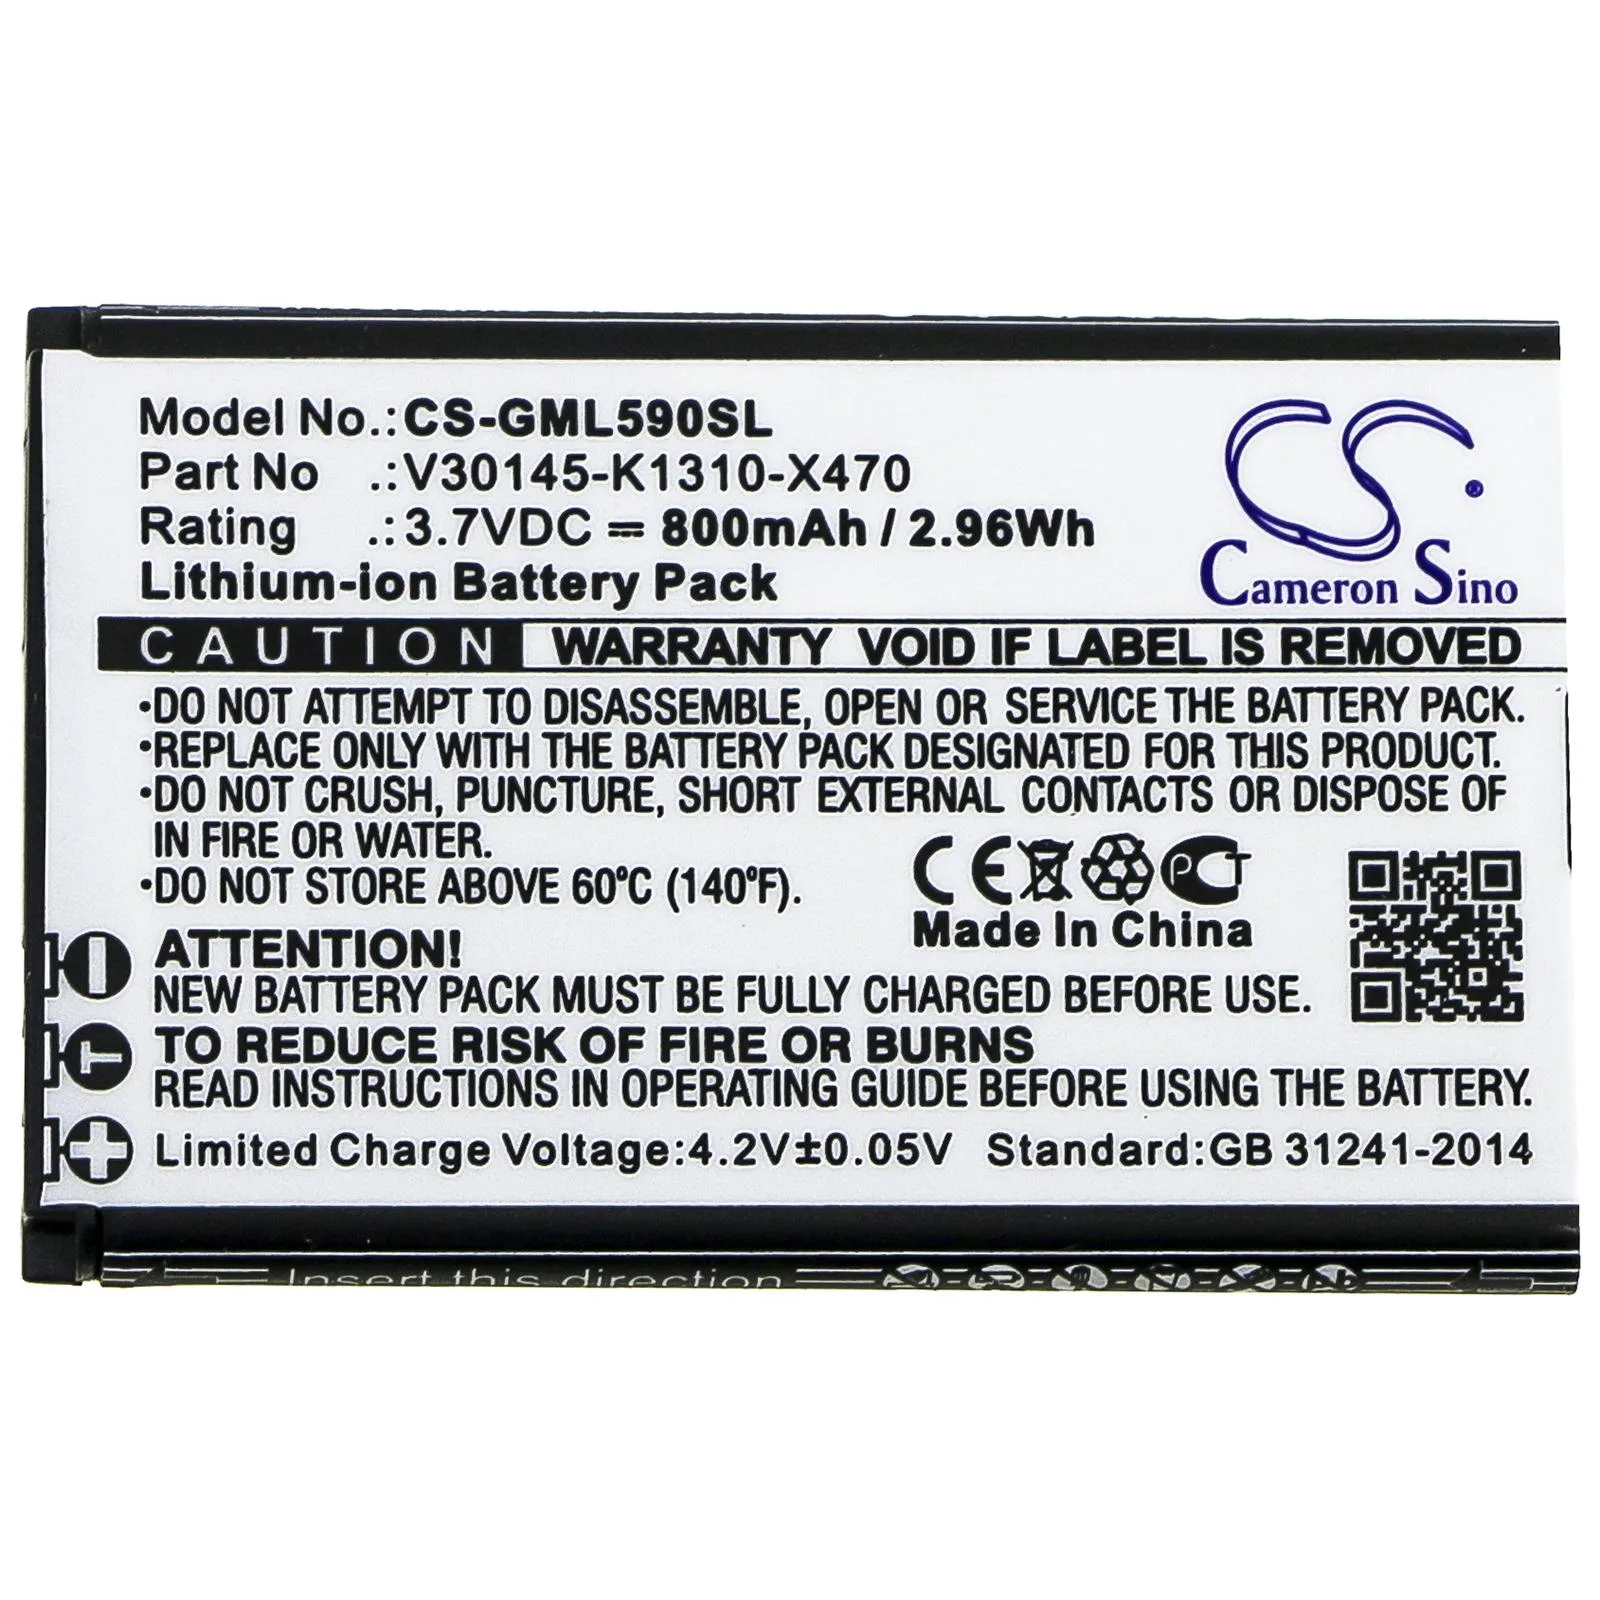 Model No.:CS-GML590SL
Part No .:V30145-K1310-X470
Rating .:3.7VDC ⎓ 800mAh / 2.96Wh
Lithium-ion Battery Pack
CS
Cameron Sino
CAUTION WARRANTY VOID IF LABEL IS REMOVED
•DO NOT ATTEMPT TO DISASSEMBLE, OPEN OR SERVICE THE BATTERY PACK.
•REPLACE ONLY WITH THE BATTERY PACK DESIGNATED FOR THIS PRODUCT.
•DO NOT CRUSH, PUNCTURE, SHORT EXTERNAL CONTACTS OR DISPOSE OF
IN FIRE OR WATER.
•DO NOT STORE ABOVE 60°C (140°F).
CE PCT
Made In China
ATTENTION!
NEW BATTERY PACK MUST BE FULLY CHARGED BEFORE USE.
TO REDUCE RISK OF FIRE OR BURNS
READ INSTRUCTIONS IN OPERATING GUIDE BEFORE USING THE BATTERY.
T
Limited Charge Voltage:4.2V±0.05V Standard:GB 31241-2014
Insert this direction